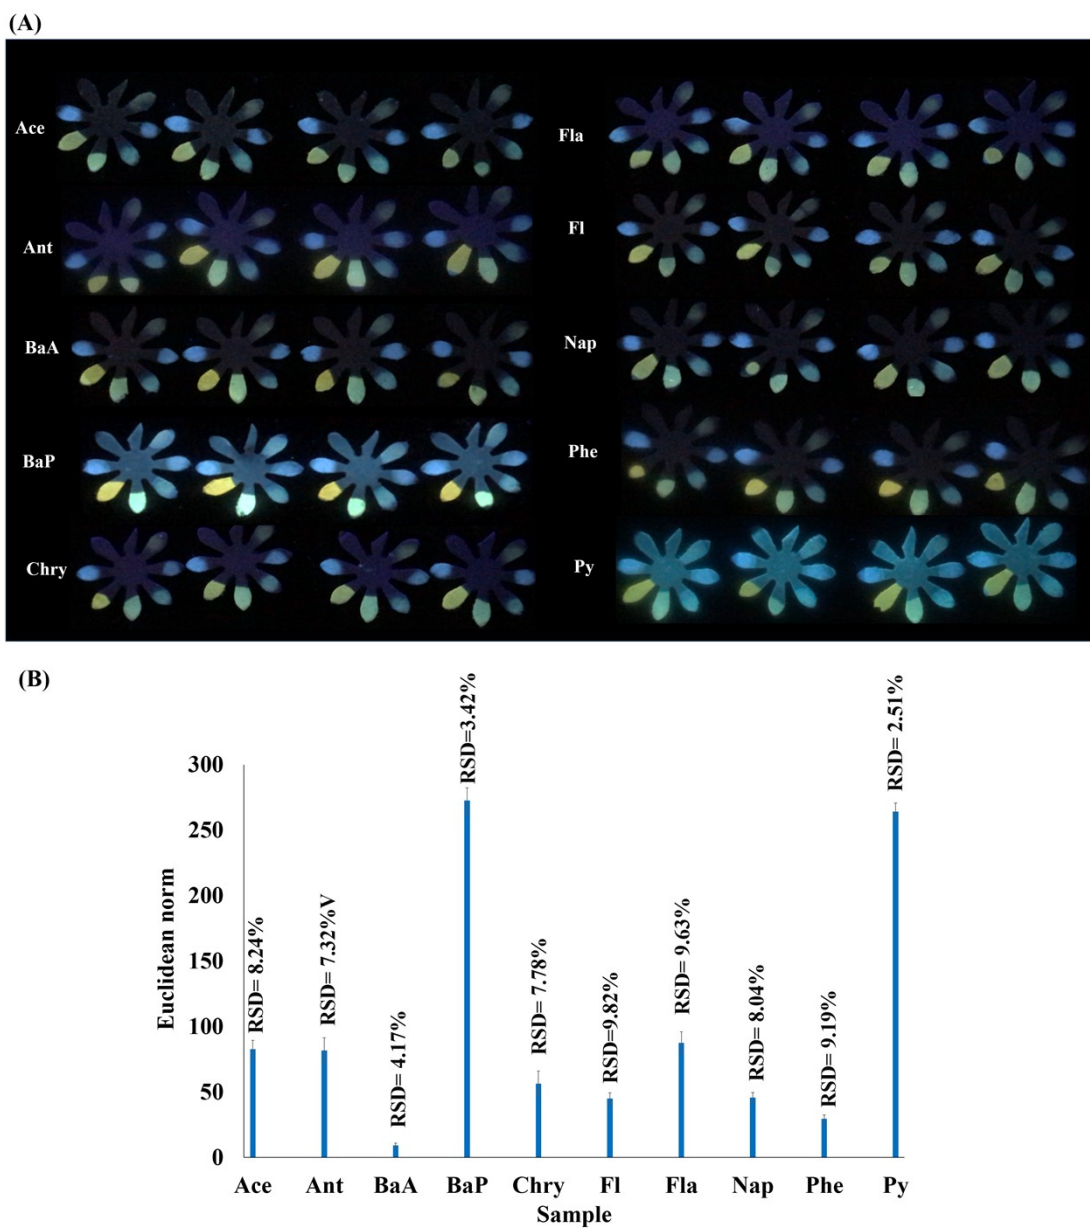 (A)
Ace
Fla
Ant
Fl
BaA
Nap
BaP
Phe
Chry
Py
(B)
Euclidean norm
300
250
200
150
100
50
0
RSD= 8.24%
RSD= 7.32%V
RSD= 4.17%
RSD=3.42%
RSD= 7.78%
RSD=9.82%
RSD= 9.63%
RSD= 8.04%
RSD= 9.19%
RSD= 2.51%
Ace Ant BaA BaP Chry Fl Fla Nap Phe Py
Sample